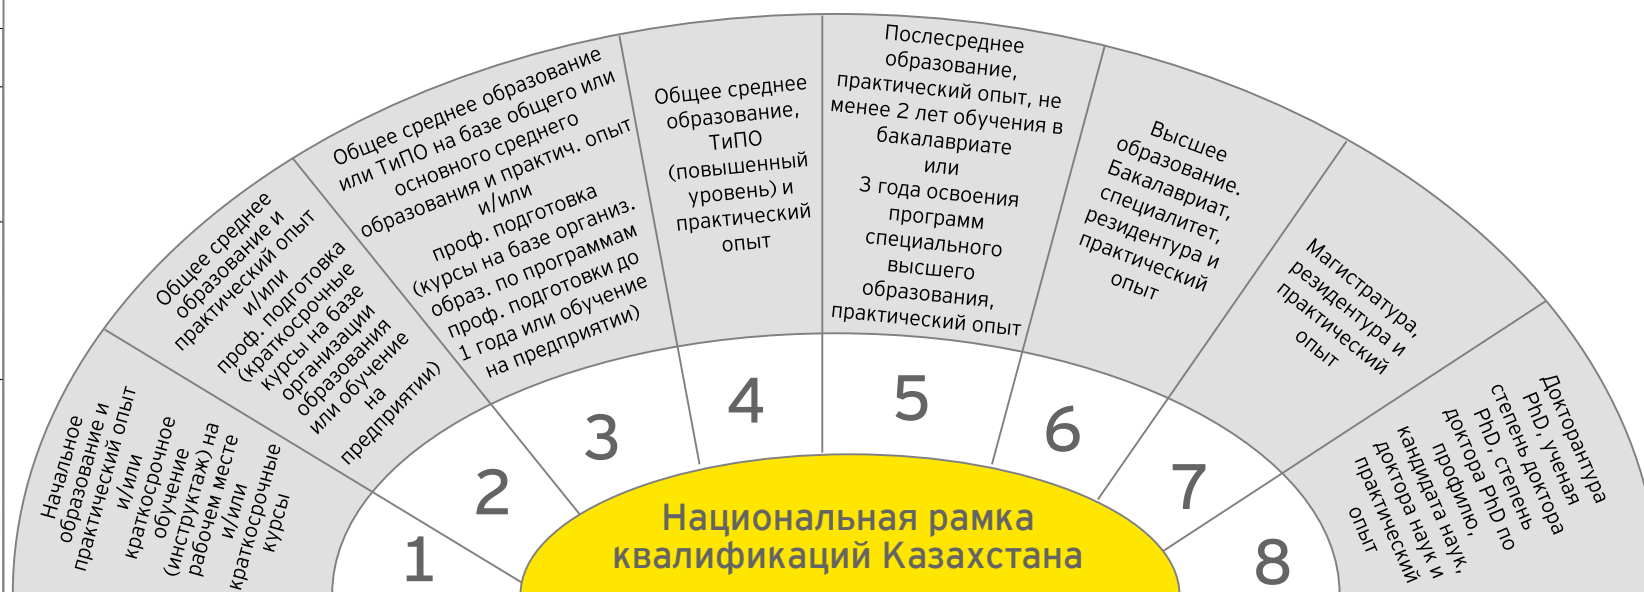 Начальное
образование и
практический опыт
и/или
краткосрочное
обучение
(инструктаж) на
рабочем месте
и/или
краткосрочные
курсы
1
Общее среднее
образование и
практический опыт
и/или
проф. подготовка
(краткосрочные
курсы на базе
организации
образования
или обучение
на
предприятии)
2
Общее среднее образование
или ТиПО на базе общего или
основного среднего
образования и практич. опыт
и/или
проф. подготовка
(курсы на базе организ.
образ. по программам
проф. подготовки до
1 года или обучение
на предприятии)
3
Общее среднее
образование,
ТиПО
(повышенный
уровень) и
практический
опыт
4
Послесреднее
образование,
практический опыт, не
менее 2 лет обучения в
бакалавриате
или
3 года освоения
программ
специального
высшего
образования,
практический опыт
5
Высшее
образование.
Бакалавриат,
специалитет,
резидентура и
практический
опыт
6
Магистратура,
резидентура и
практический
опыт
7
Докторантура
PhD, ученая
степень доктора
PhD, степень
доктора PhD по
профилю,
кандидата наук,
доктора наук и
практический
опыт
8
Национальная рамка
квалификаций Казахстана